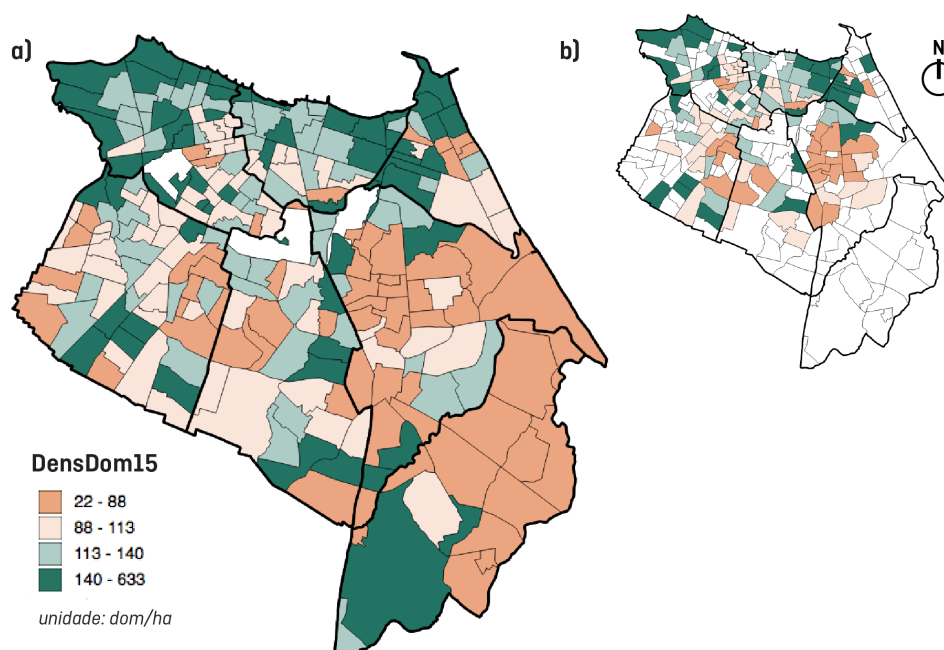 a)
b)
N
DensDom15
22 - 88
88 - 113
113 - 140
140 - 633
unidade: dom/ha